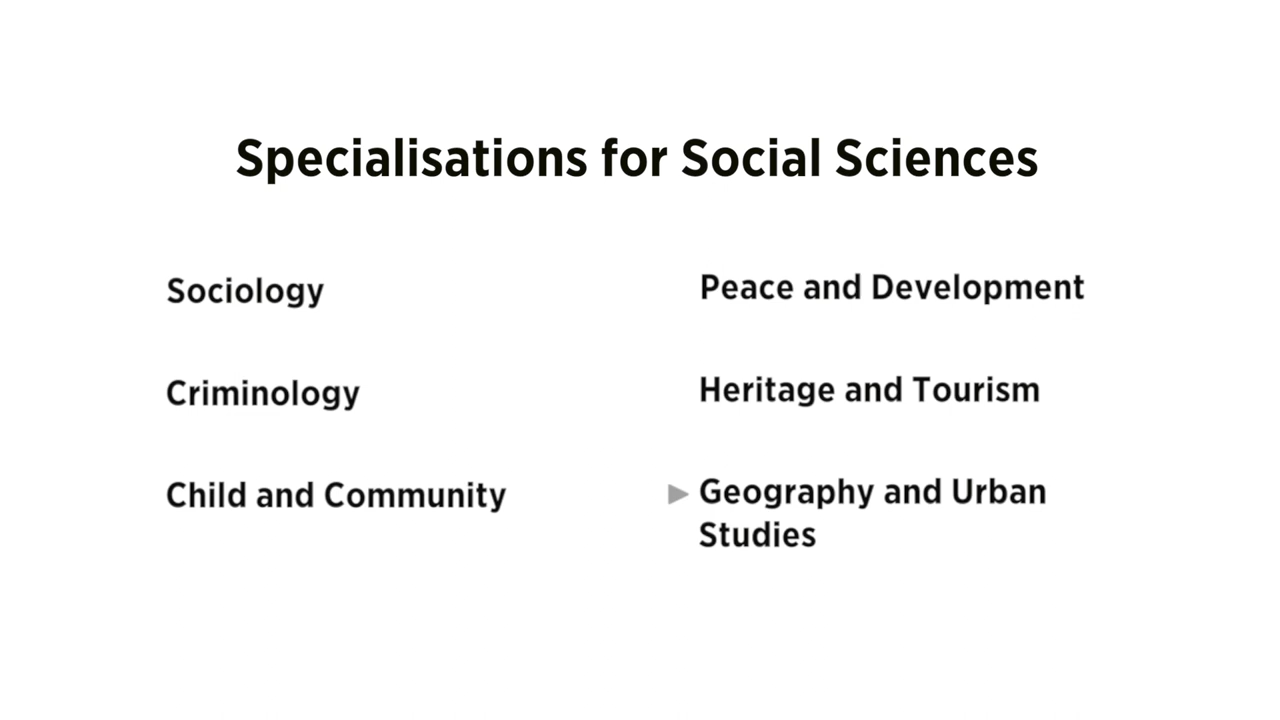 Specialisations for Social Sciences
Sociology
Criminology
Child and Community
Peace and Development
Heritage and Tourism
Geography and Urban
Studies